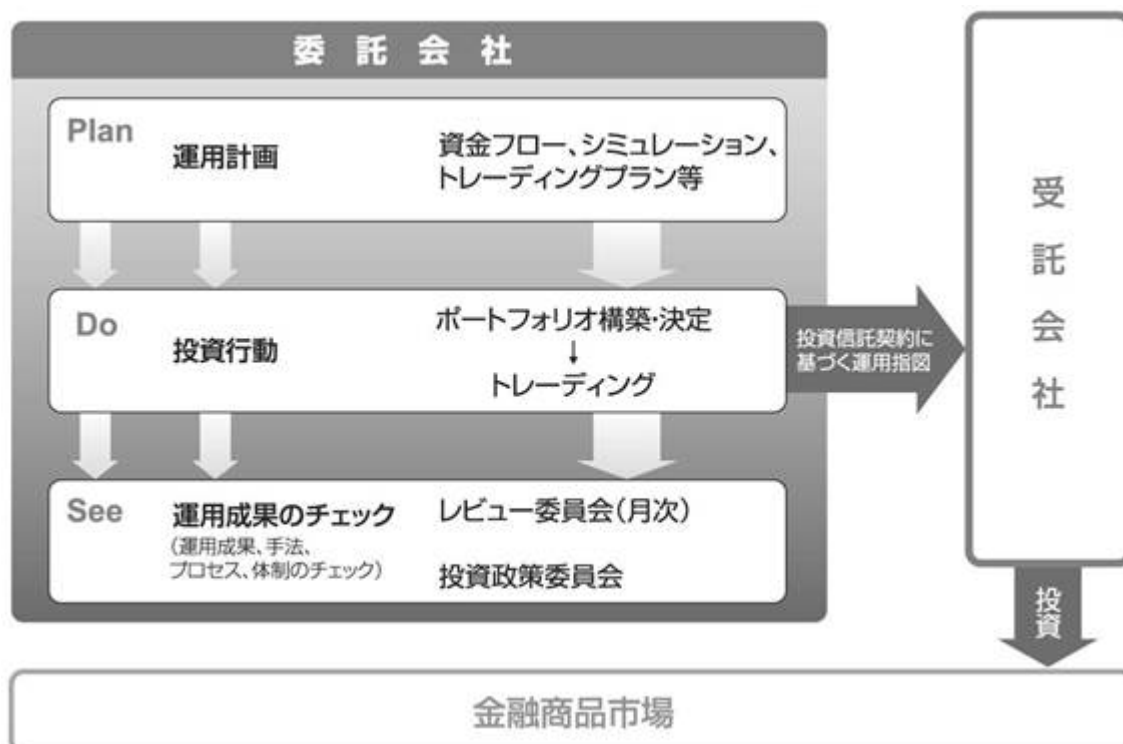 委託会社
Plan
運用計画
資金フロー、シミュレーション、
トレーディングプラン等
Do
投資行動
ポートフォリオ構築・決定
↓
トレーディング
投資信託契約に
基づく運用指図
See
運用成果のチェック
(運用成果、手法、
プロセス、体制のチェック)
レビュー委員会(月次)
投資政策委員会
受託会社
投資
金融商品市場